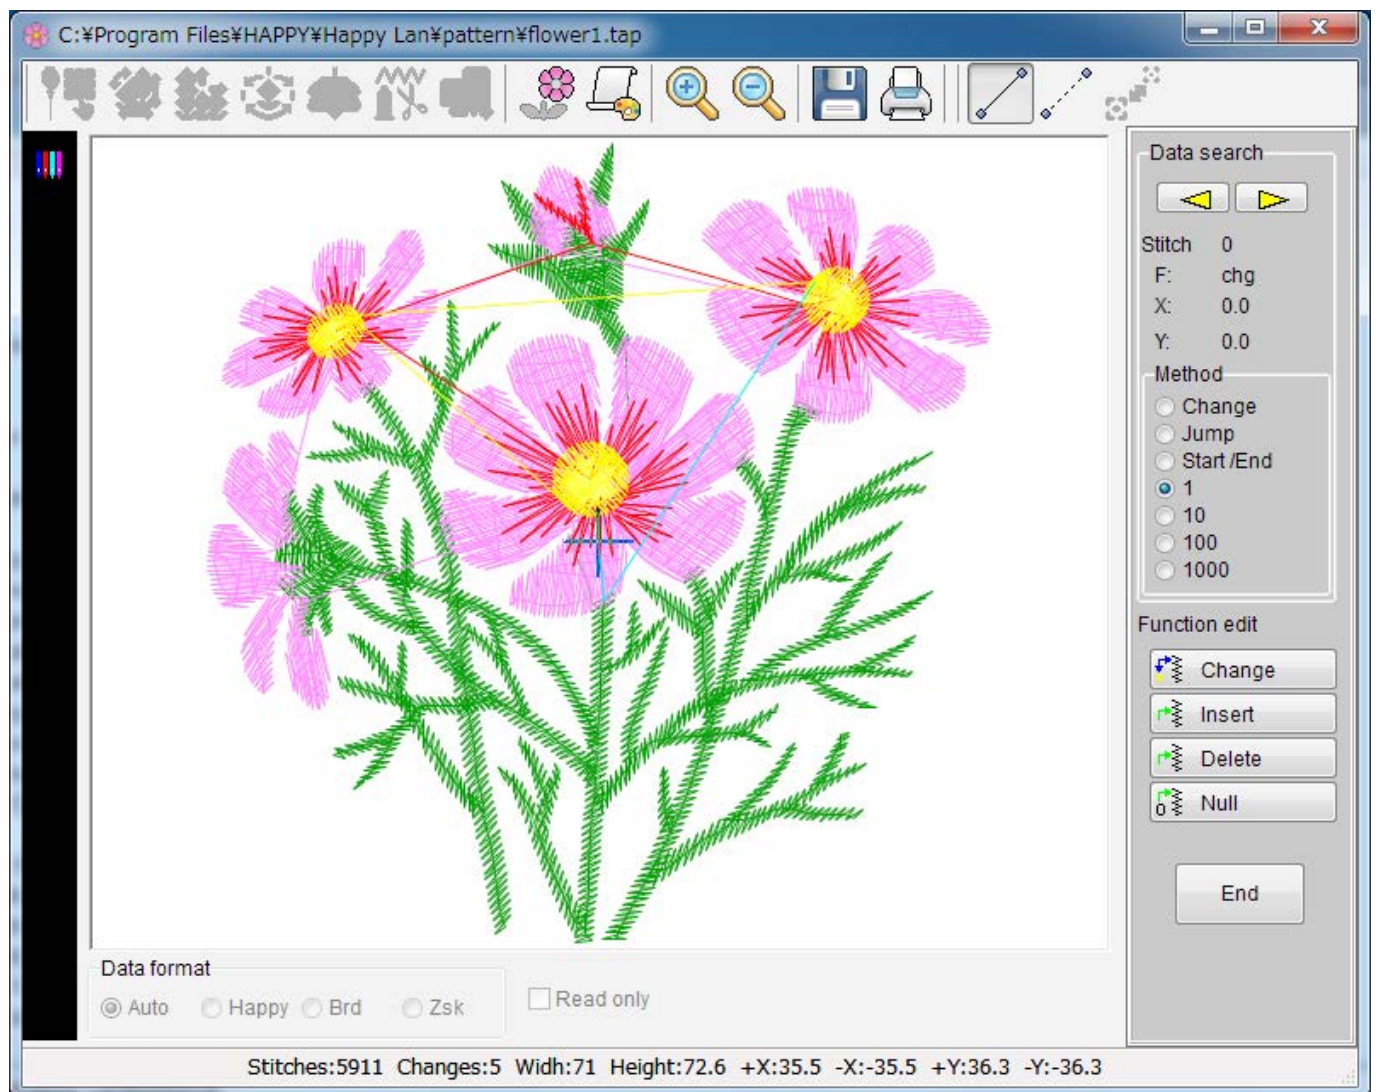 C:¥Program Files¥HAPPY¥Happy Lan¥pattern¥flower1.tap
Data search
Stitch 0
F: chg
X: 0.0
Y: 0.0
Method
Change
Jump
Start /End
1
10
100
1000
Function edit
Change
Insert
Delete
Null
End
Data format
Auto Happy Brd Zsk
Read only
Stitches:5911 Changes:5 Widh:71 Height:72.6 +X:35.5 -X:-35.5 +Y:36.3 -Y:-36.3